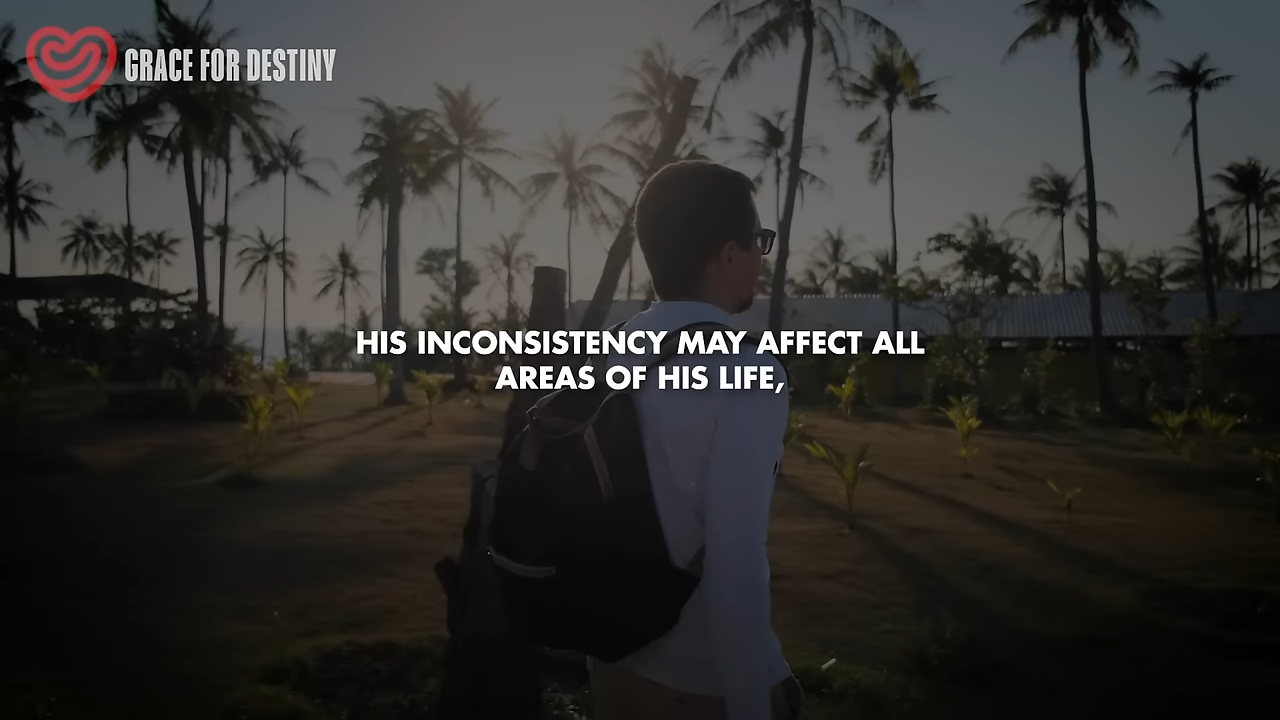 GRACE FOR DESTINY
HIS INCONSISTENCY MAY AFFECT ALL
AREAS OF HIS LIFE,